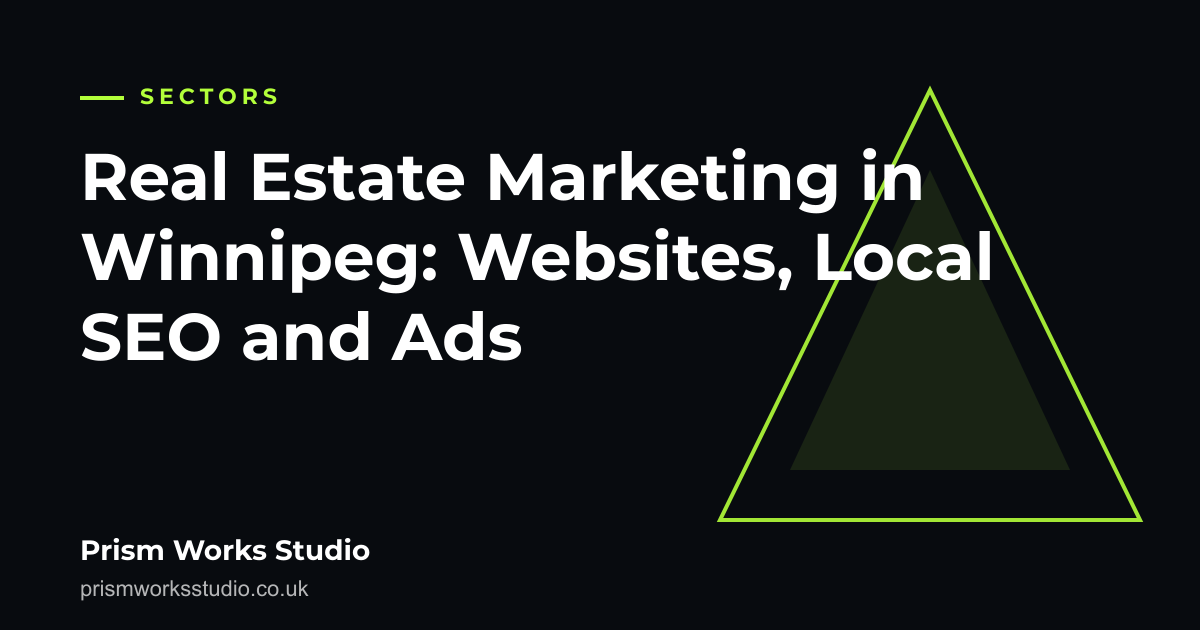 SECTORS
Real Estate Marketing in
Winnipeg: Websites, Local
SEO and Ads
Prism Works Studio
prismworksstudio.co.uk